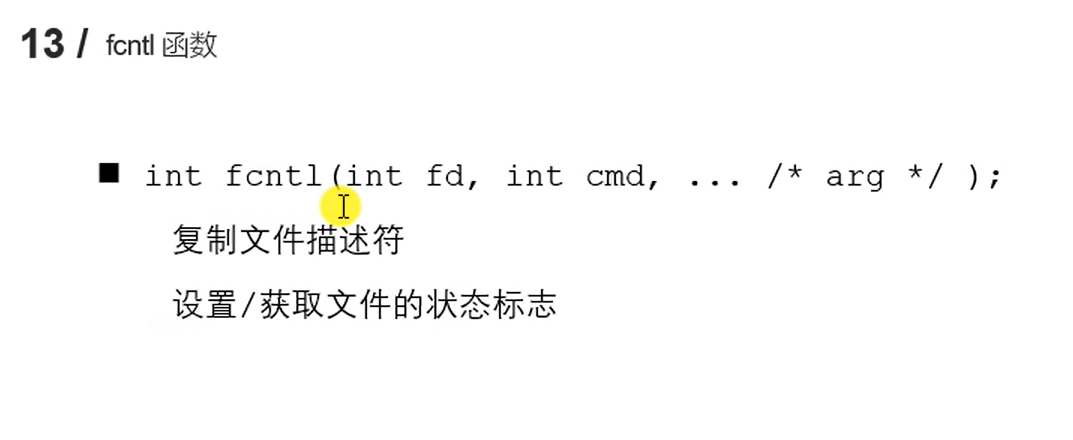 13 / fcntl 函数
■ int fcntl(int fd, int cmd, ... /* arg */ );
复制文件描述符
设置/获取文件的状态标志